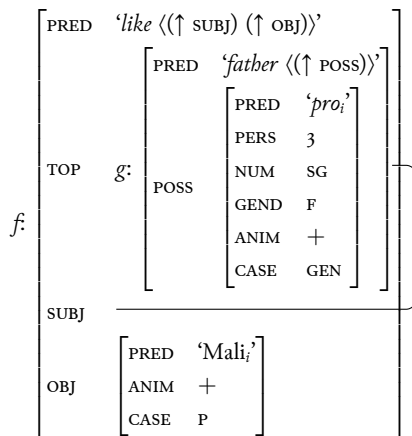 PRED ‘like ⟨(↑ SUBJ) (↑ OBJ)⟩’
PRED ‘father ⟨(↑ POSS)⟩’
PRED ‘proᵢ’
PERS 3
TOP g: POSS NUM SG
GEND F
ANIM +
f: CASE GEN
SUBJ
PRED ‘Maliᵢ’
OBJ ANIM +
CASE P